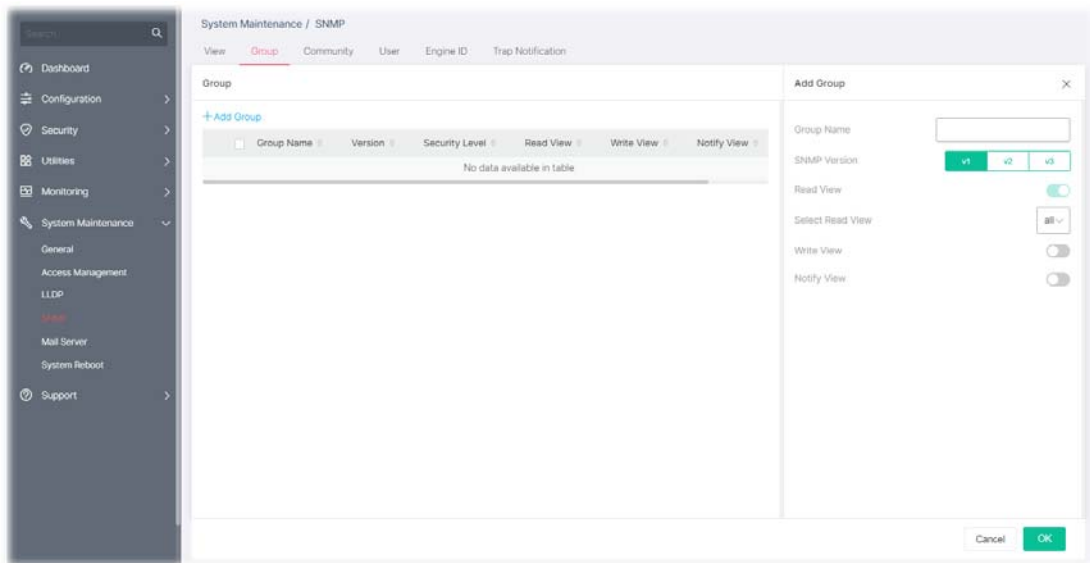 Search
Dashboard
Configuration
Security
Utilities
Monitoring
System Maintenance
General
Access Management
LLDP
SNMP
Mail Server
System Reboot
Support
System Maintenance / SNMP
View Group Community User Engine ID Trap Notification
Group
+Add Group
Group Name Version Security Level Read View Write View Notify View
No data available in table
Add Group
Group Name
SNMP Version v1 v2 v3
Read View
Select Read View all
Write View
Notify View
Cancel OK